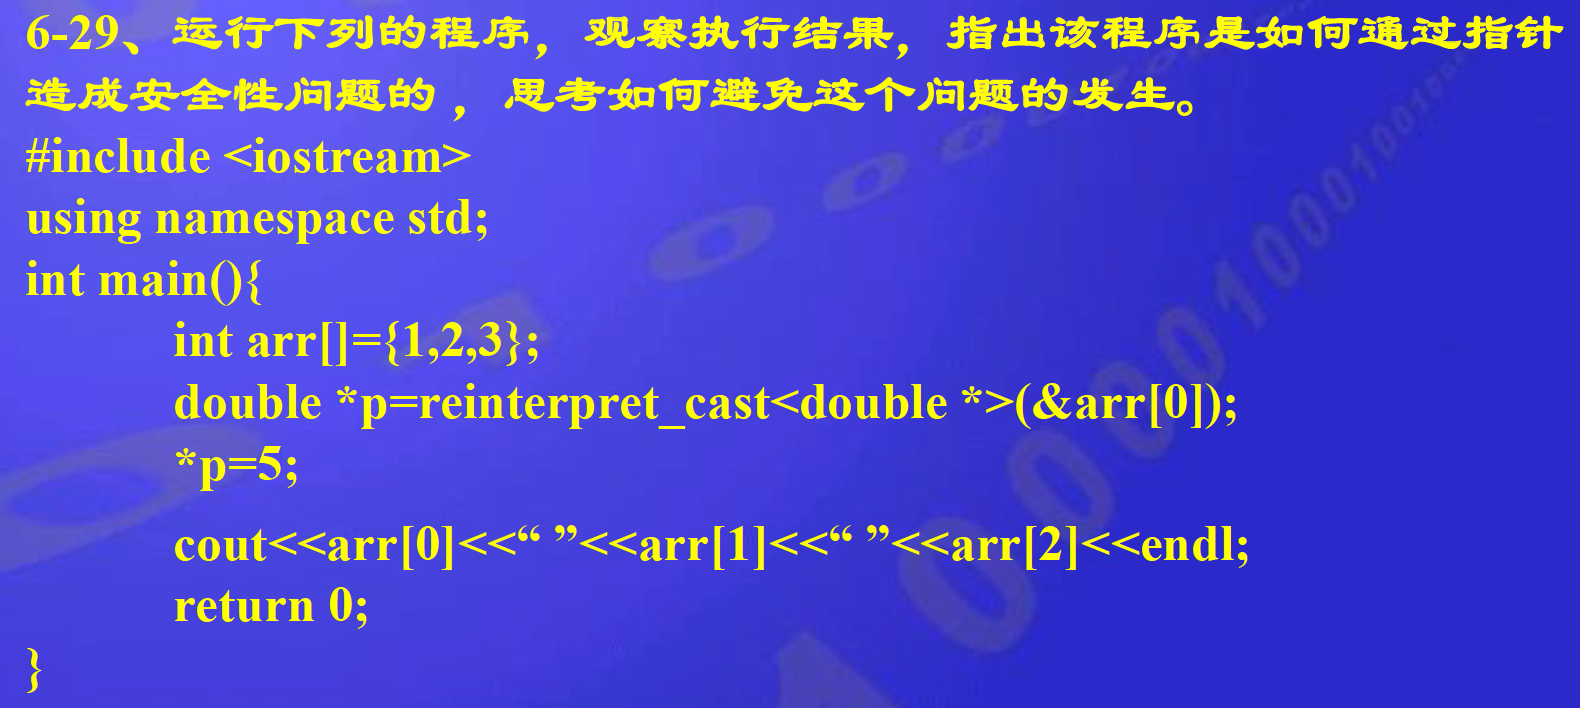 6-29、运行下列的程序，观察执行结果，指出该程序是如何通过指针
造成安全性问题的 ，思考如何避免这个问题的发生。
#include <iostream>
using namespace std;
int main(){
int arr[]={1,2,3};
double *p=reinterpret_cast<double *>(&arr[0]);
*p=5;
cout<<arr[0]<<“ ”<<arr[1]<<“ ”<<arr[2]<<endl;
return 0;
}